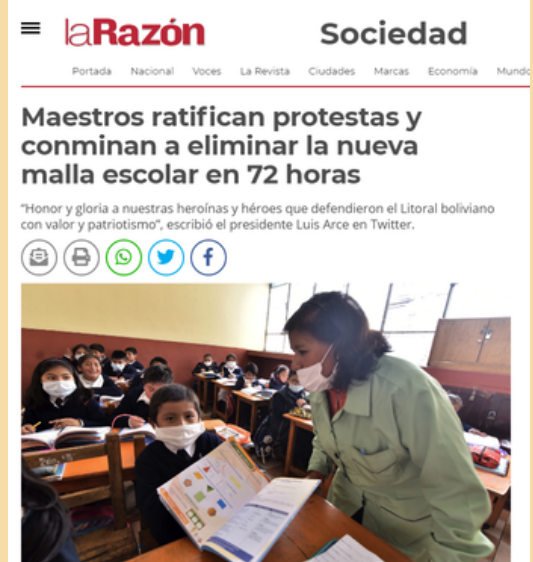 laRazón
Sociedad
Portada Nacional Voces La Revista Ciudades Marcas Economía Mundo
Maestros ratifican protestas y
conminan a eliminar la nueva
malla escolar en 72 horas
“Honor y gloria a nuestras heroínas y héroes que defendieron el Litoral boliviano
con valor y patriotismo”, escribió el presidente Luis Arce en Twitter.